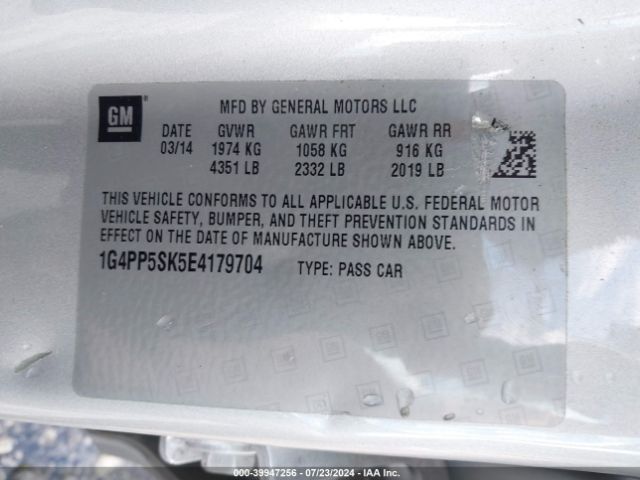 GM
MFD BY GENERAL MOTORS LLC
DATE GVWR GAWR FRT GAWR RR
03/14 1974 KG 1058 KG 916 KG
4351 LB 2332 LB 2019 LB
THIS VEHICLE CONFORMS TO ALL APPLICABLE U.S. FEDERAL MOTOR
VEHICLE SAFETY, BUMPER, AND THEFT PREVENTION STANDARDS IN
EFFECT ON THE DATE OF MANUFACTURE SHOWN ABOVE.
1G4PP5SK5E4179704 TYPE: PASS CAR
000-39947256 - 07/23/2024 - IAA Inc.